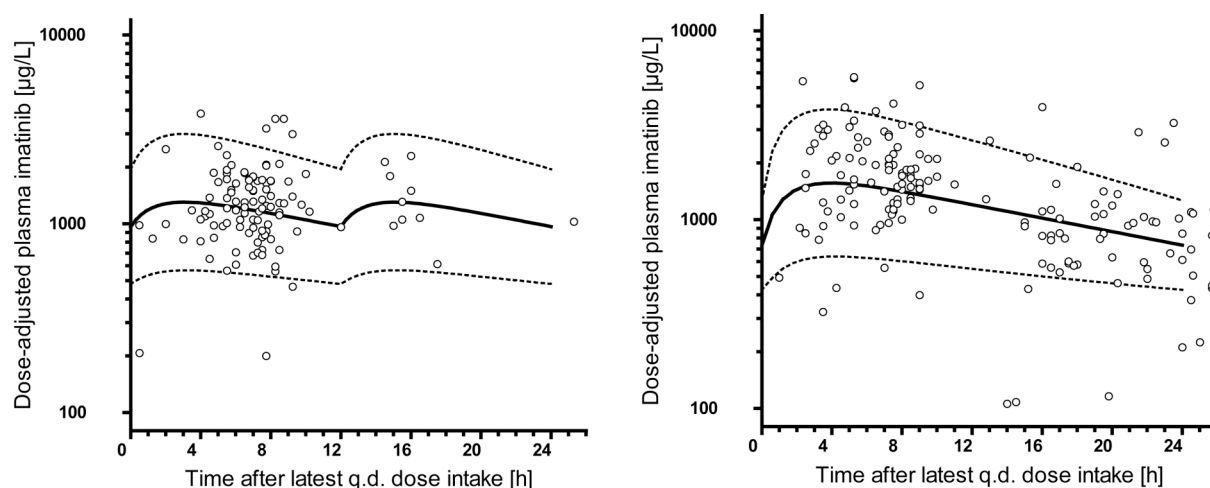 Dose-adjusted plasma imatinib [µg/L]
10000
1000
100
0 4 8 12 16 20 24
Time after latest q.d. dose intake [h]
Dose-adjusted plasma imatinib [µg/L]
10000
1000
100
0 4 8 12 16 20 24
Time after latest q.d. dose intake [h]